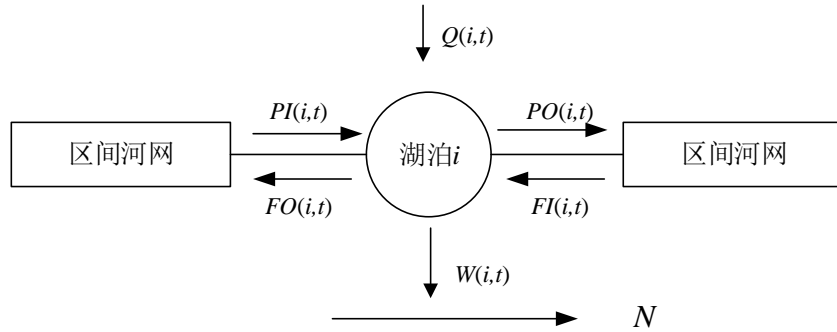 Q(i,t)
PI(i,t)
PO(i,t)
区间河网
湖泊i
区间河网
FO(i,t)
FI(i,t)
W(i,t)
N